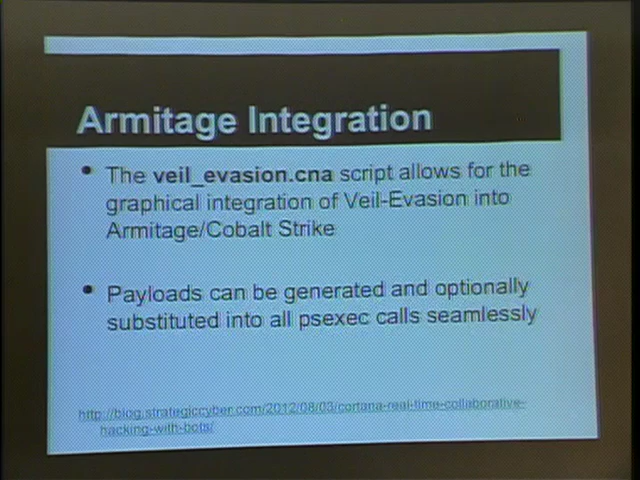 Armitage Integration
• The veil_evasion.cna script allows for the
graphical integration of Veil-Evasion into
Armitage/Cobalt Strike
• Payloads can be generated and optionally
substituted into all psexec calls seamlessly
http://blog.strategiccyber.com/2012/08/03/cortana-real-time-collaborative-
hacking-with-bots/